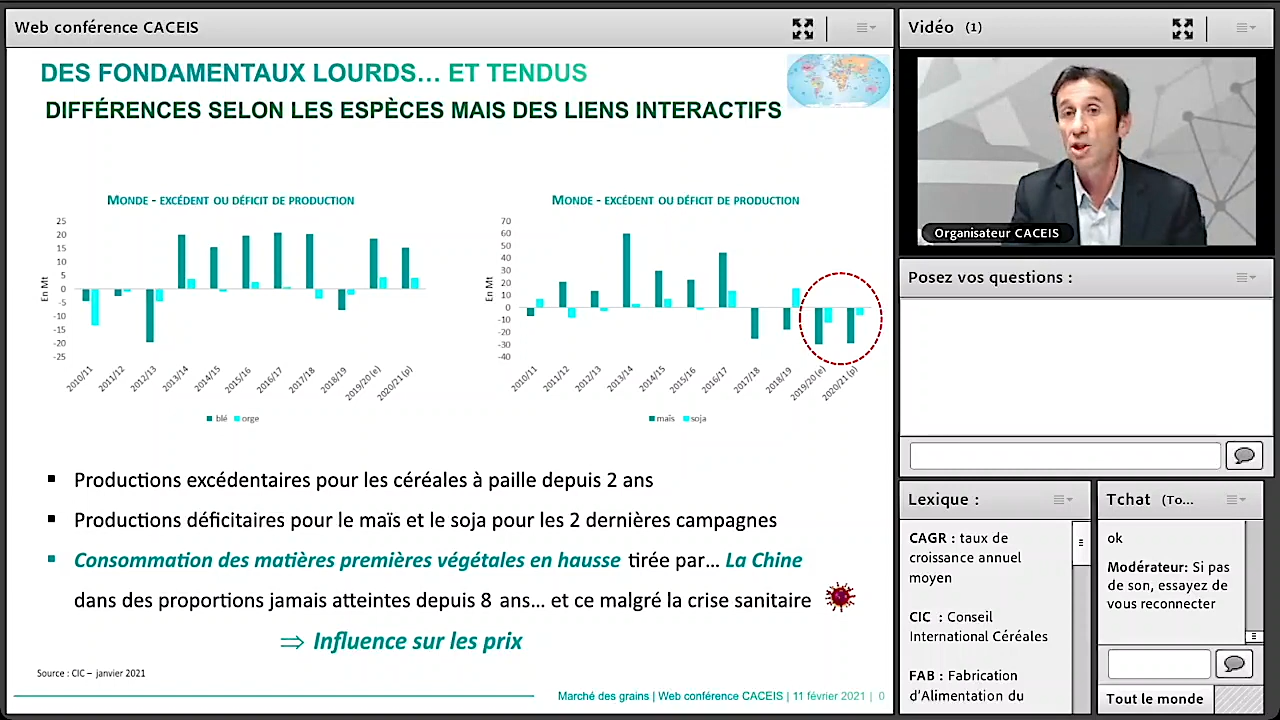 Web conférence CACEIS
DES FONDAMENTAUX LOURDS… ET TENDUS
DIFFÉRENCES SELON LES ESPÈCES MAIS DES LIENS INTERACTIFS
MONDE - EXCÉDENT OU DÉFICIT DE PRODUCTION
En Mt
25
20
15
10
5
0
-5
-10
-15
-20
-25
2010/11
2011/12
2012/13
2013/14
2014/15
2015/16
2016/17
2017/18
2018/19
2019/20 (e)
2020/21 (p)
blé
orge
MONDE - EXCÉDENT OU DÉFICIT DE PRODUCTION
En Mt
70
60
50
40
30
20
10
0
-10
-20
-30
-40
2010/11
2011/12
2012/13
2013/14
2014/15
2015/16
2016/17
2017/18
2018/19
2019/20 (e)
2020/21 (p)
maïs
soja
▪ Productions excédentaires pour les céréales à paille depuis 2 ans
▪ Productions déficitaires pour le maïs et le soja pour les 2 dernières campagnes
▪ Consommation des matières premières végétales en hausse tirée par… La Chine
dans des proportions jamais atteintes depuis 8 ans… et ce malgré la crise sanitaire
⇒ Influence sur les prix
Source : CIC – janvier 2021
Marché des grains | Web conférence CACEIS | 11 février 2021 | 0
Vidéo (1)
Organisateur CACEIS
Posez vos questions :
Lexique :
CAGR : taux de
croissance annuel
moyen
CIC : Conseil
International Céréales
FAB : Fabrication
d'Alimentation du
Tchat (To...
ok
Modérateur: Si pas
de son, essayez de
vous reconnecter
Tout le monde